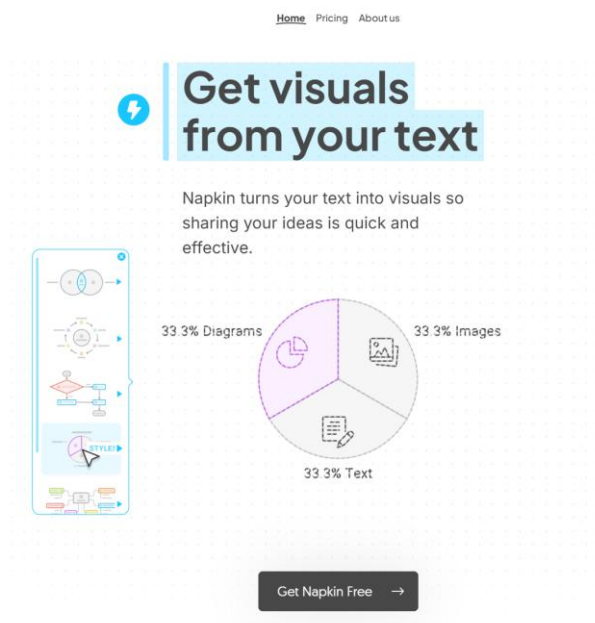 Home Pricing About us
Get visuals
from your text
Napkin turns your text into visuals so
sharing your ideas is quick and
effective.
33.3% Diagrams
33.3% Images
STYLE
33.3% Text
Get Napkin Free →